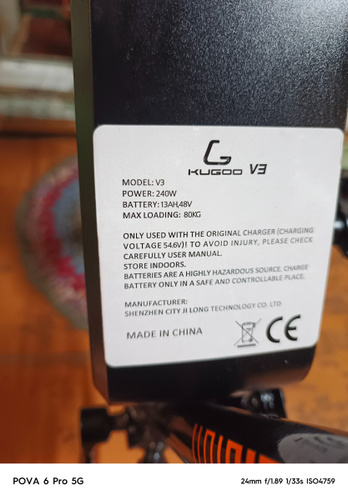 KUGOO V3
MODEL: V3
POWER: 240W
BATTERY: 13AH,48V
MAX LOADING: 80KG
ONLY USED WITH THE ORIGINAL CHARGER (CHARGING
VOLTAGE 54.6V)! TO AVOID INJURY, PLEASE CHECK
CAREFULLY USER MANUAL.
STORE INDOORS.
BATTERIES ARE A HIGHLY HAZARDOUS SOURCE, CHARGE
BATTERY ONLY IN A SAFE AND CONTROLLABLE PLACE.
MANUFACTURER:
SHENZHEN CITY JI LONG TECHNOLOGY CO. LTD
MADE IN CHINA
CE
POVA 6 Pro 5G
24mm f/1.89 1/33s ISO4759